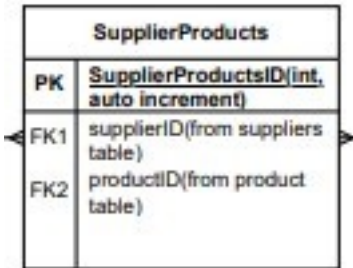 SupplierProducts
PK SupplierProductsID(int,
auto increment)
FK1 supplierID(from suppliers
table)
FK2 productID(from product
table)